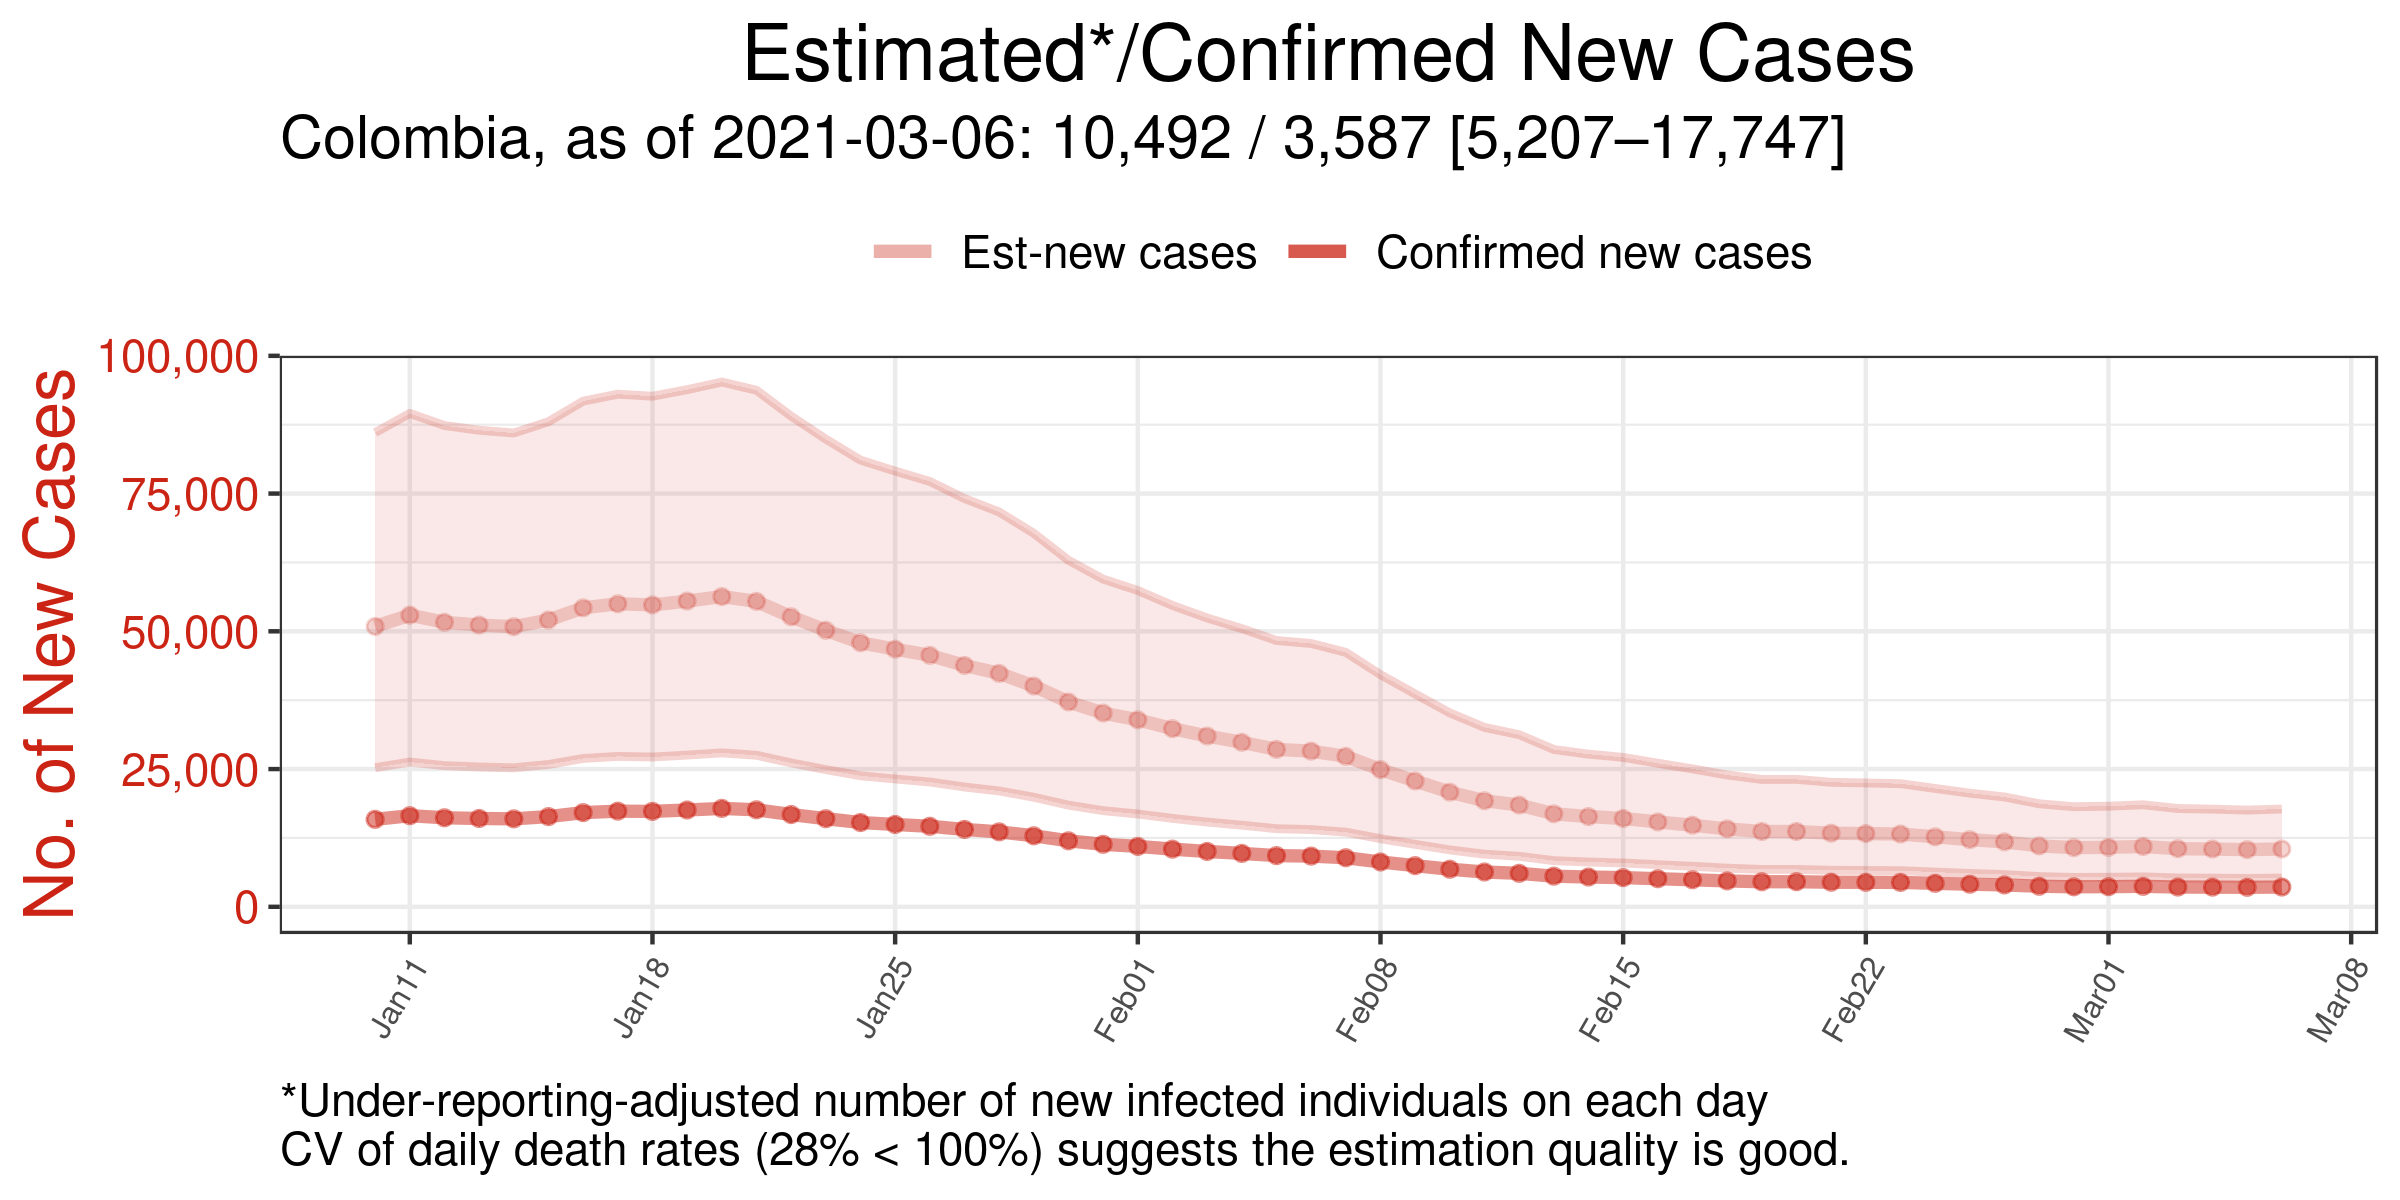 Estimated*/Confirmed New Cases
Colombia, as of 2021-03-06: 10,492 / 3,587 [5,207–17,747]
Est-new cases
Confirmed new cases
No. of New Cases
100,000
75,000
50,000
25,000
0
Jan11
Jan18
Jan25
Feb01
Feb08
Feb15
Feb22
Mar01
Mar08
*Under-reporting-adjusted number of new infected individuals on each day
CV of daily death rates (28% < 100%) suggests the estimation quality is good.